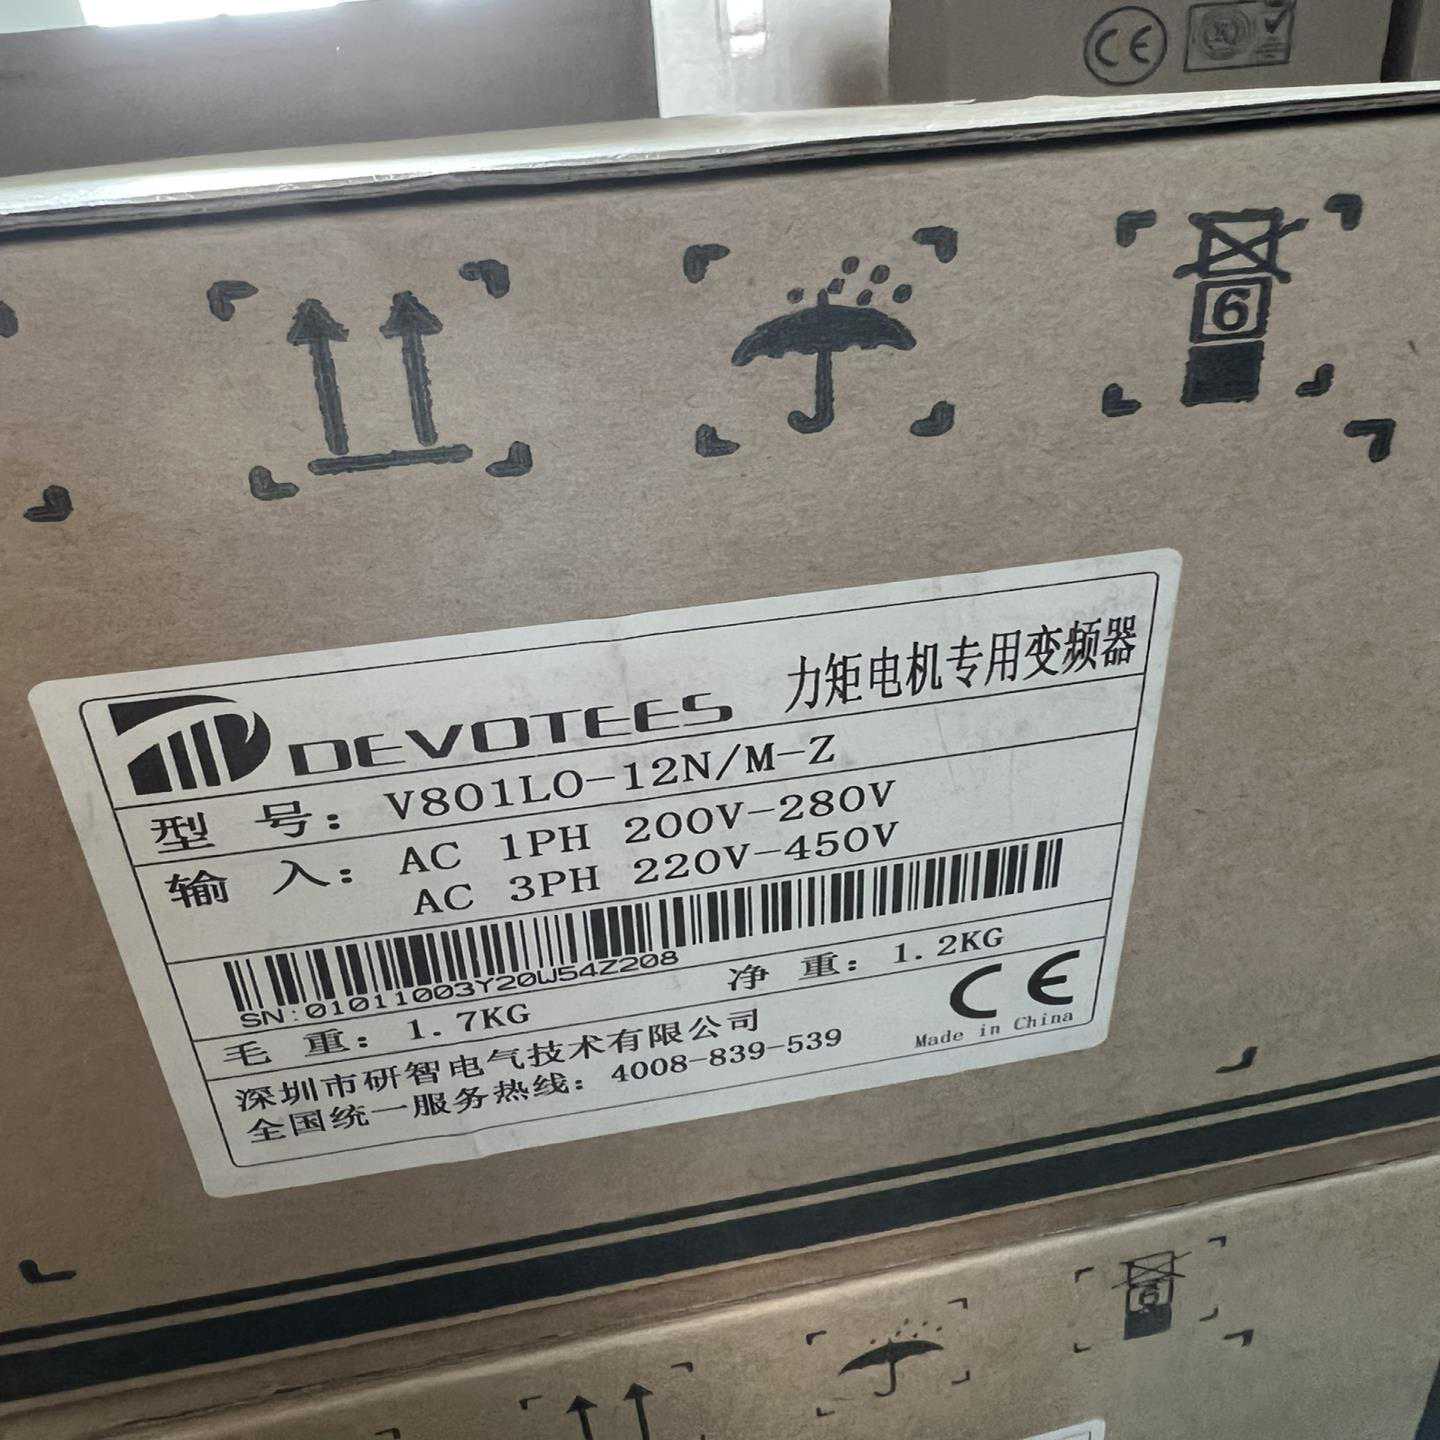 CE
6
DEVOTEES 力矩电机专用变频器
型 号: V801LO-12N/M-Z
输 入: AC 1PH 200V-280V
AC 3PH 220V-450V
SN:01011003Y20W54Z208
毛 重: 1.7KG 净 重: 1.2KG
深圳市研智电气技术有限公司
全国统一服务热线: 4008-839-539
CE
Made in China
6